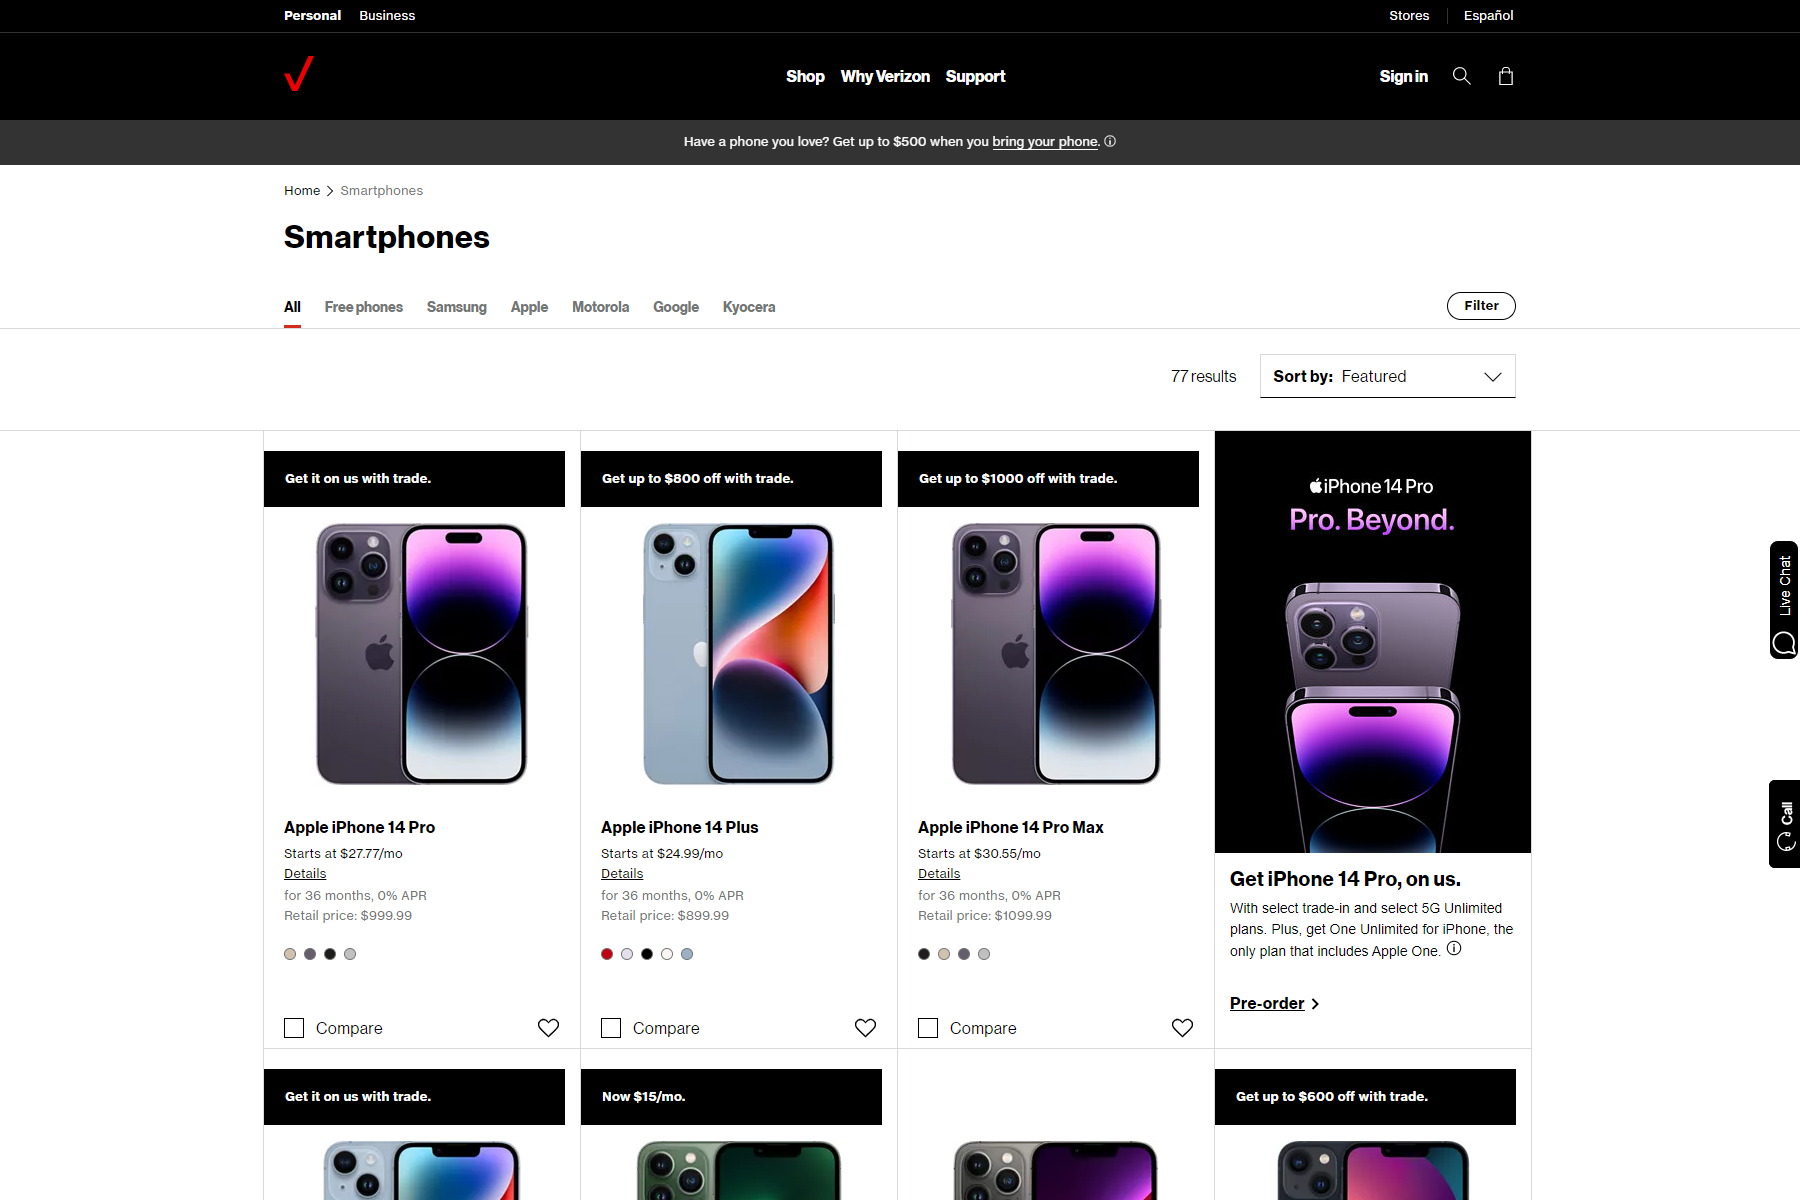 Personal Business Stores Español
Shop Why Verizon Support Sign in
Have a phone you love? Get up to $500 when you bring your phone.
Home Smartphones
Smartphones
All Free phones Samsung Apple Motorola Google Kyocera Filter
77 results Sort by: Featured
Get it on us with trade.
Get up to $800 off with trade.
Get up to $1000 off with trade.
iPhone 14 Pro
Pro. Beyond.
Live Chat
Call
Apple iPhone 14 Pro
Starts at $27.77/mo
Details
for 36 months, 0% APR
Retail price: $999.99
Compare
Apple iPhone 14 Plus
Starts at $24.99/mo
Details
for 36 months, 0% APR
Retail price: $899.99
Compare
Apple iPhone 14 Pro Max
Starts at $30.55/mo
Details
for 36 months, 0% APR
Retail price: $1099.99
Compare
Get iPhone 14 Pro, on us.
With select trade-in and select 5G Unlimited
plans. Plus, get One Unlimited for iPhone, the
only plan that includes Apple One.
Pre-order
Get it on us with trade.
Now $15/mo.
Get up to $600 off with trade.